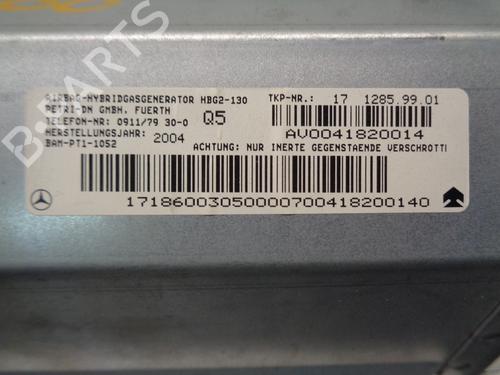 AIRBAG-HYBRIDGASGENERATOR HBG2-130
TKP-NR.: 17 1285.99.01
PETRI-DN GMBH. FUERTH
TELEFON-NR: 0911/79 30-0 Q5
AV0041820014
HERSTELLUNGSJAHR: 2004
BAM-PT1-1052
ACHTUNG: NUR INERTE GEGENSTAENDE VERSCHROTT
17186003050000700418200140
B-PARTS